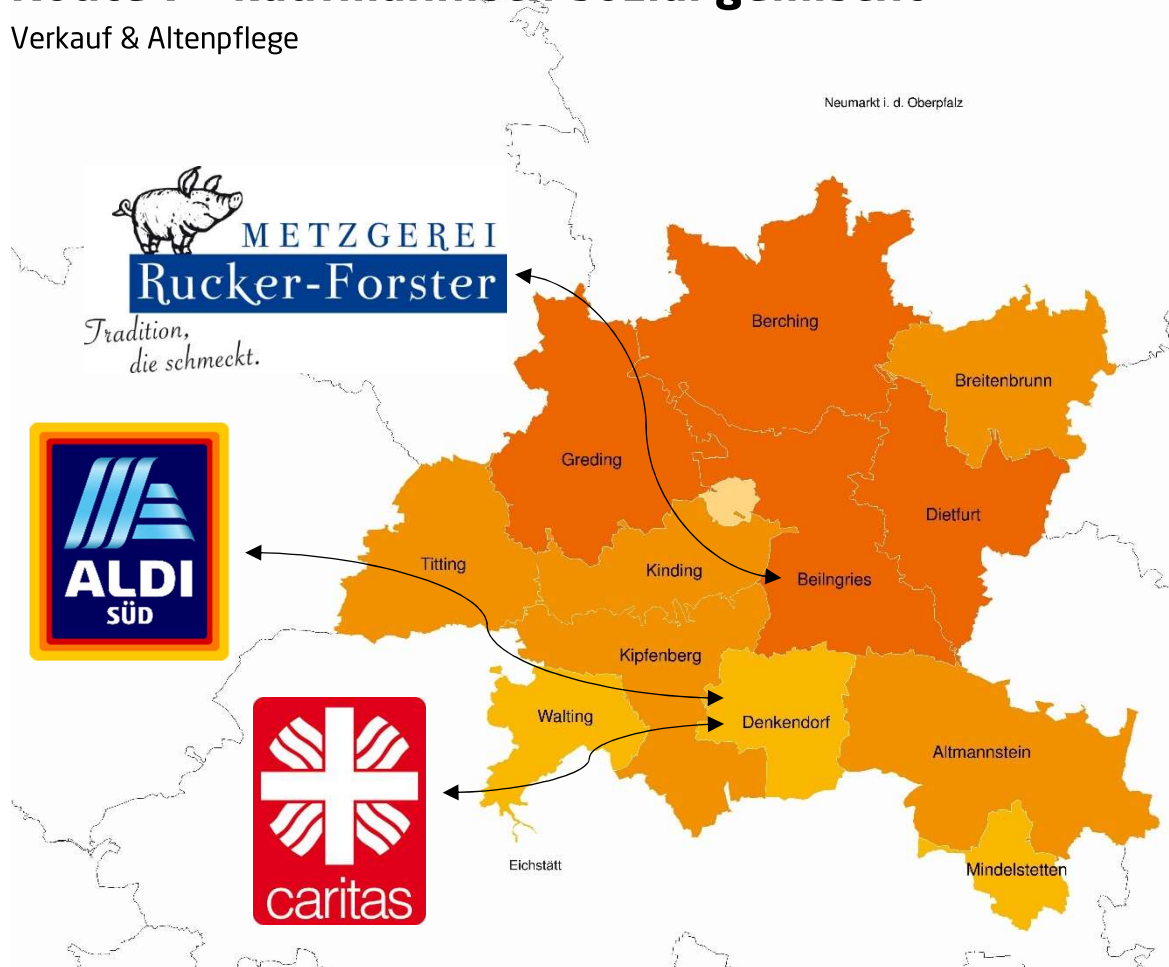 Verkauf & Altenpflege
Neumarkt i. d. Oberpfalz
METZGEREI
Rucker-Forster
Tradition,
die schmeckt.
Berching
Breitenbrunn
Greding
Dietfurt
ALDI
SÜD
Titting
Kinding
Beilngries
Kipfenberg
Walting
Denkendorf
Altmannstein
caritas
Eichstätt
Mindelstetten